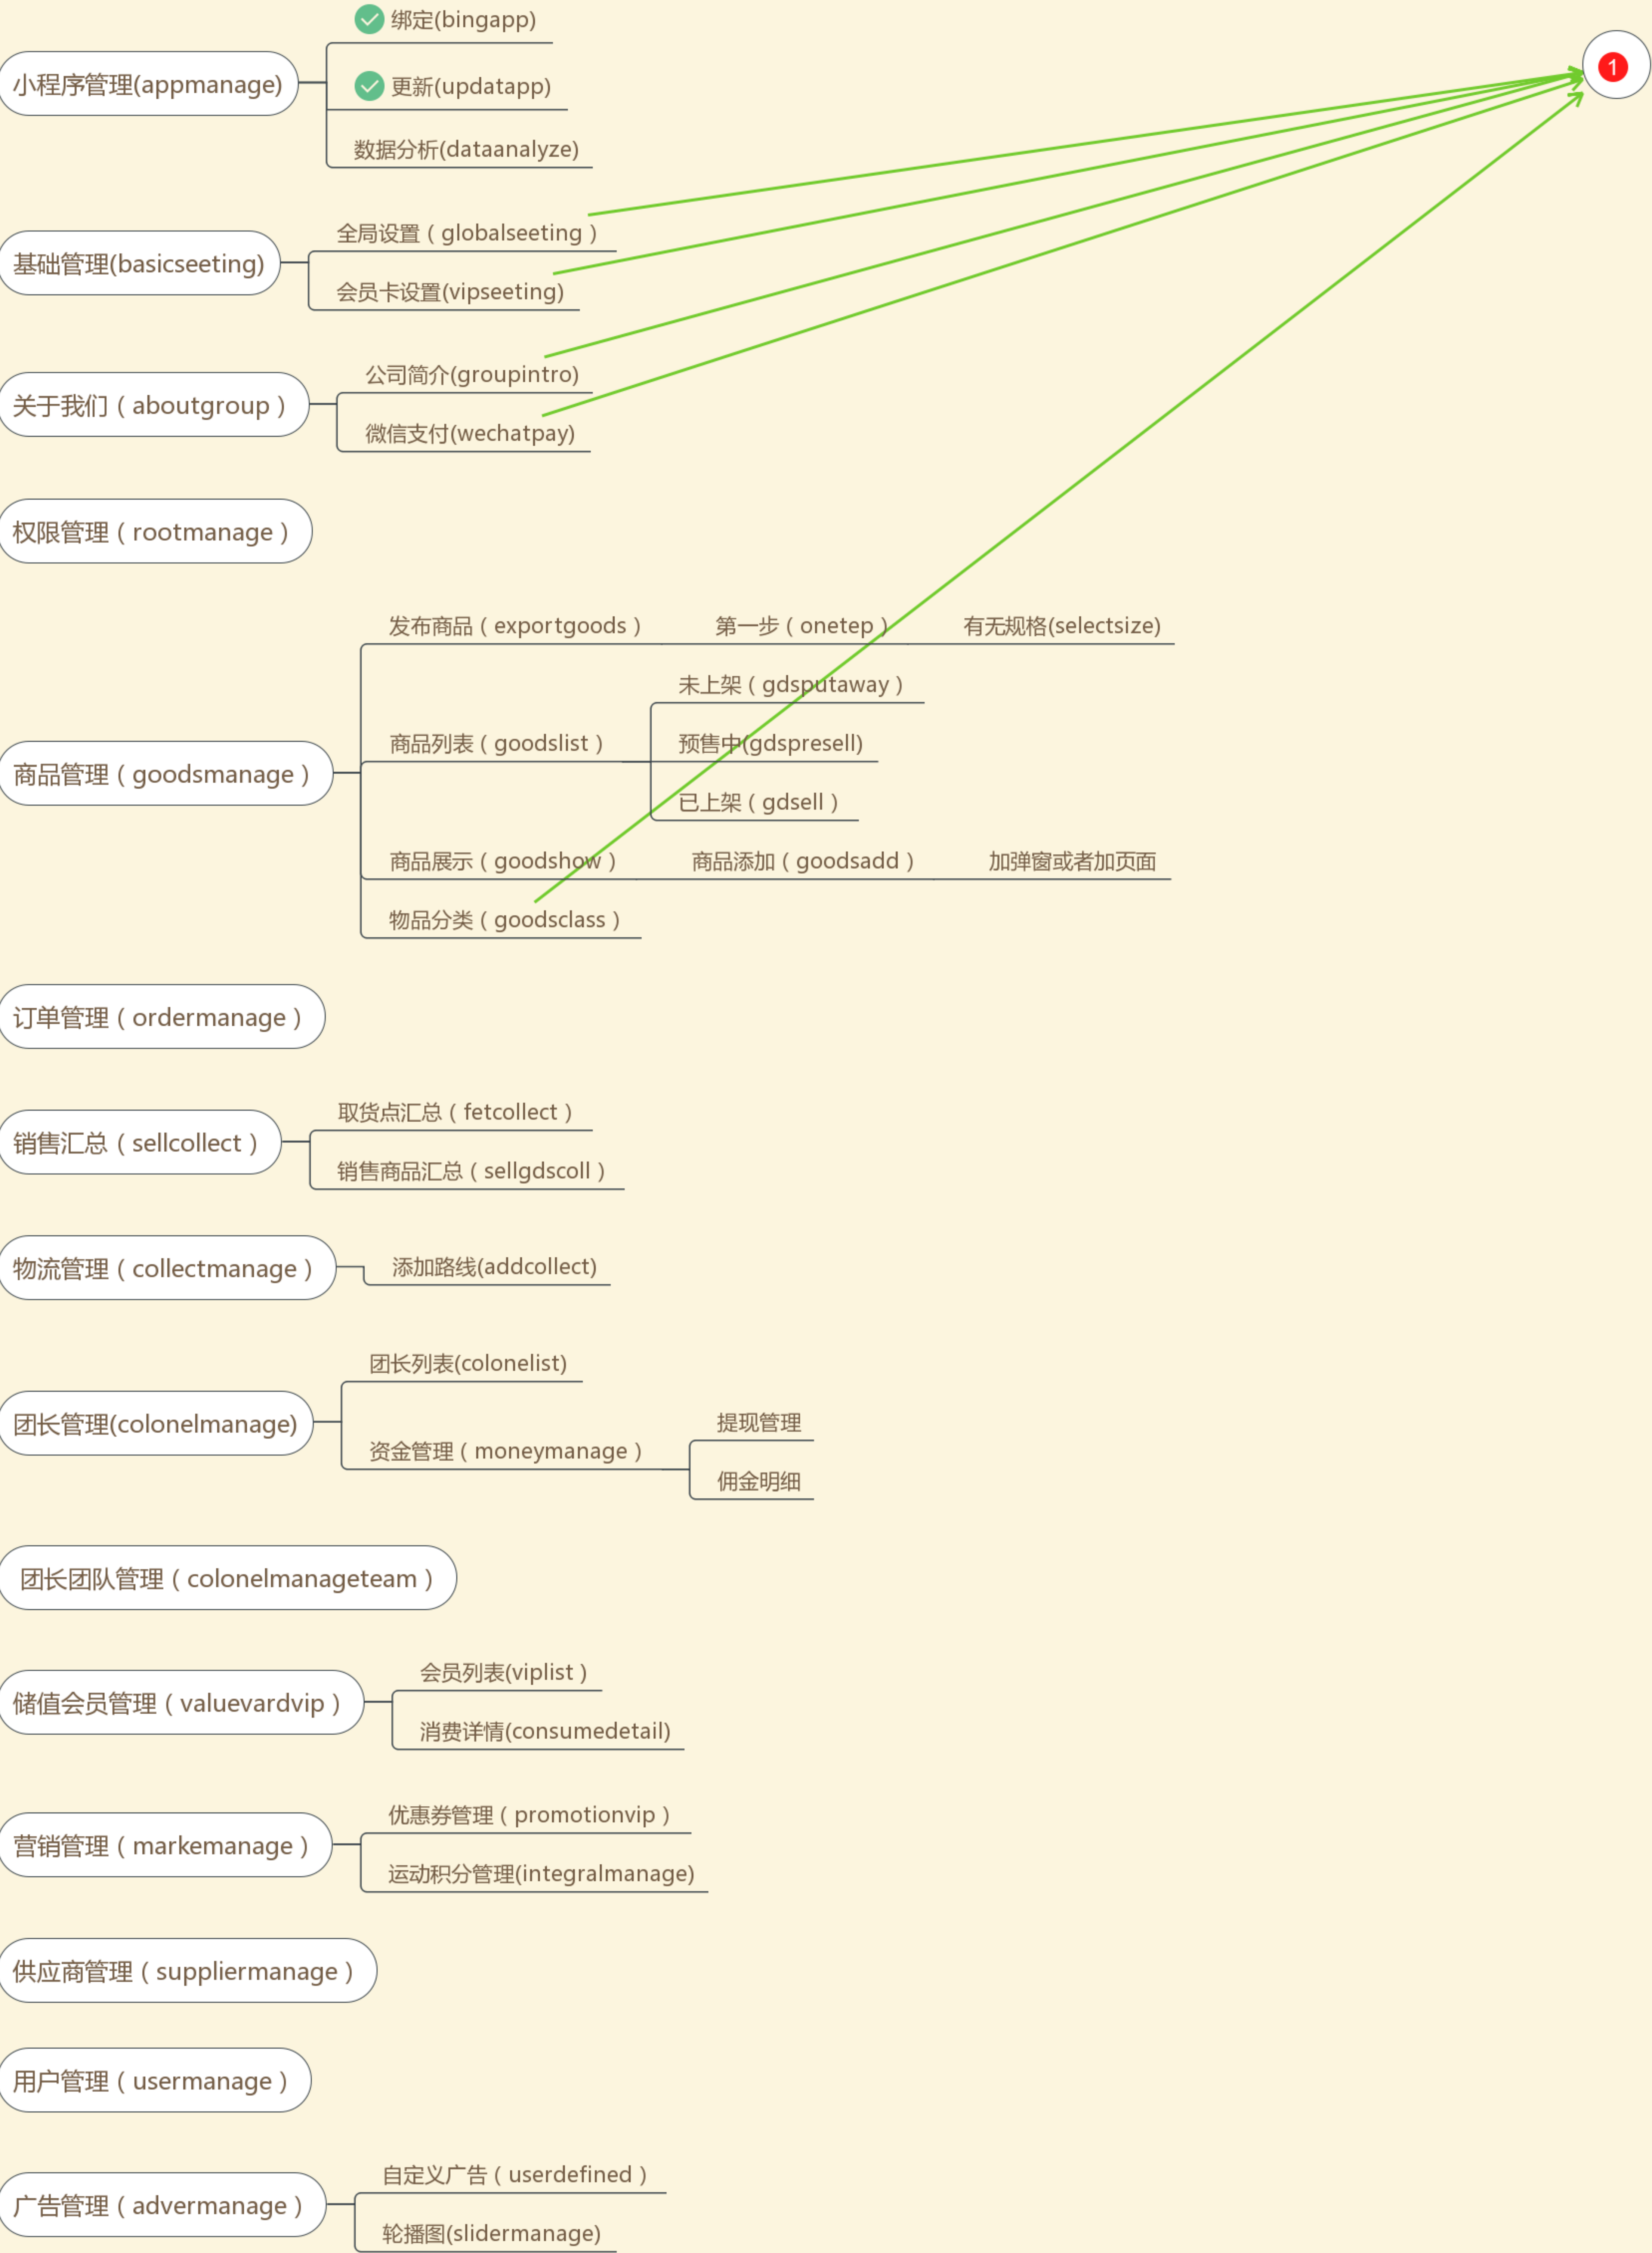 绑定(bingapp)
1
小程序管理(appmanage)
更新(updatapp)
数据分析(dataanalyze)
全局设置（globalseeting）
基础管理(basicseeting)
会员卡设置(vipseeting)
公司简介(groupintro)
关于我们（aboutgroup）
微信支付(wechatpay)
权限管理（rootmanage）
发布商品（exportgoods） 第一步（onetep） 有无规格(selectsize)
未上架（gdsputaway）
商品列表（goodslist） 预售中(gdspresell)
商品管理（goodsmanage）
已上架（gdsell）
商品展示（goodshow） 商品添加（goodsadd） 加弹窗或者加页面
物品分类（goodsclass）
订单管理（ordermanage）
取货点汇总（fetcollect）
销售汇总（sellcollect）
销售商品汇总（sellgdscoll）
物流管理（collectmanage） 添加路线(addcollect)
团长列表(colonelist)
团长管理(colonelmanage) 提现管理
资金管理（moneymanage）
佣金明细
团长团队管理（colonelmanageteam）
会员列表(viplist）
储值会员管理（valuevardvip）
消费详情(consumedetail)
优惠券管理（promotionvip）
营销管理（markemanage）
运动积分管理(integralmanage)
供应商管理（suppliermanage）
用户管理（usermanage）
自定义广告（userdefined）
广告管理（advermanage）
轮播图(slidermanage)